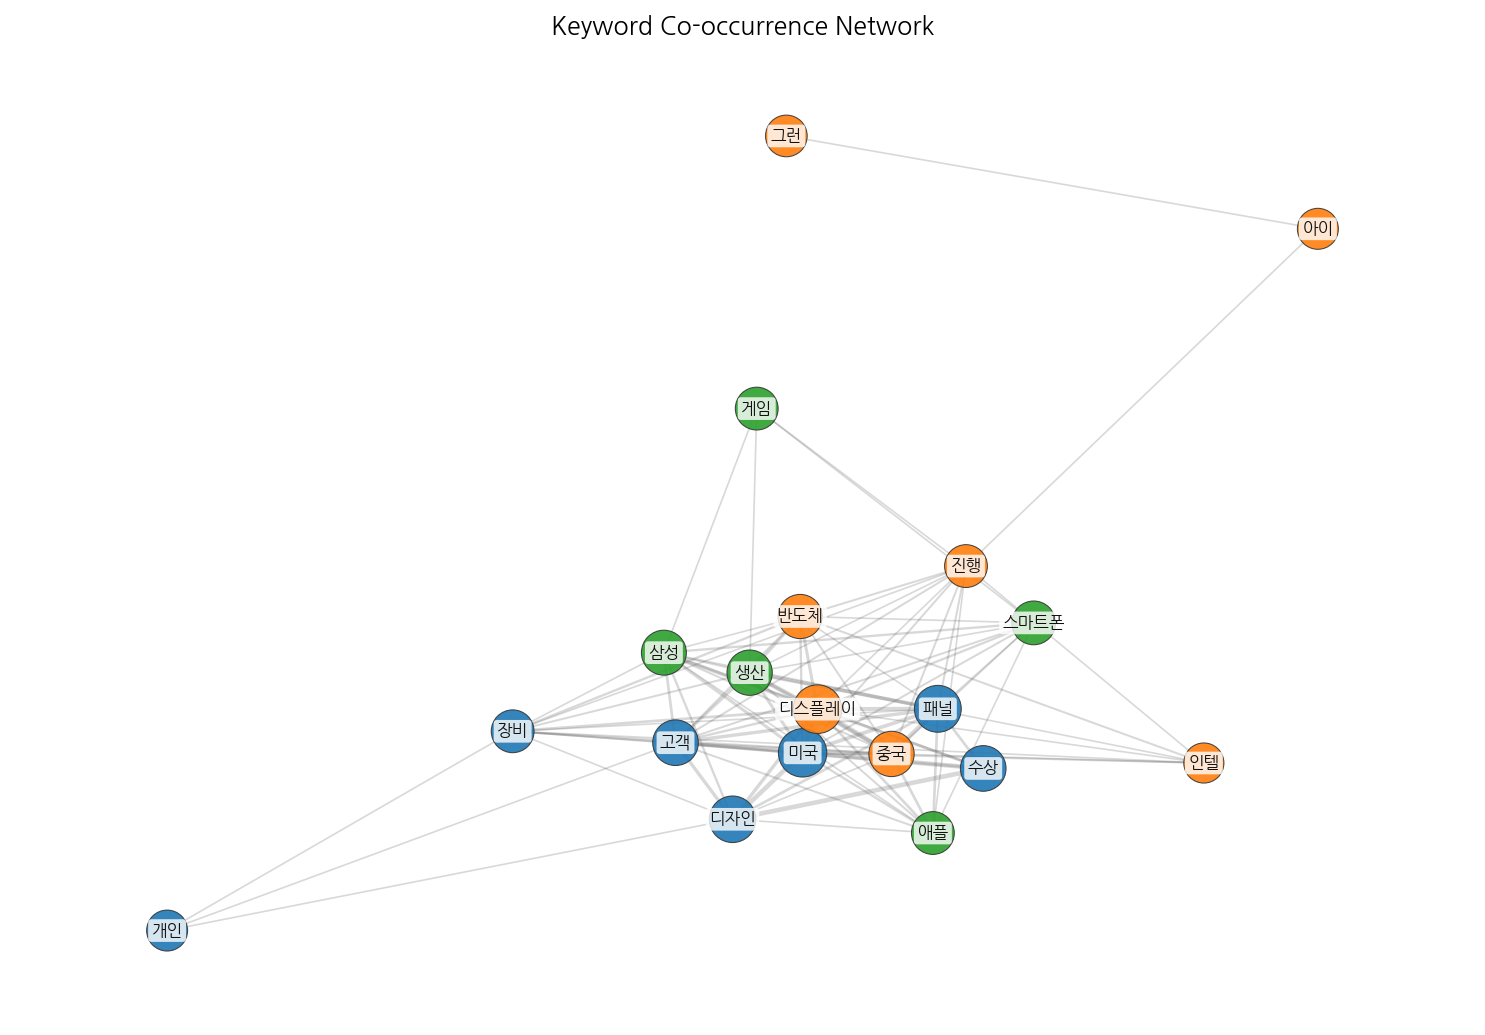 Keyword Co-occurrence Network
그런
아이
게임
진행
반도체
스마트폰
삼성
생산
디스플레이
패널
장비
고객
미국
중국
수상
인텔
디자인
애플
개인